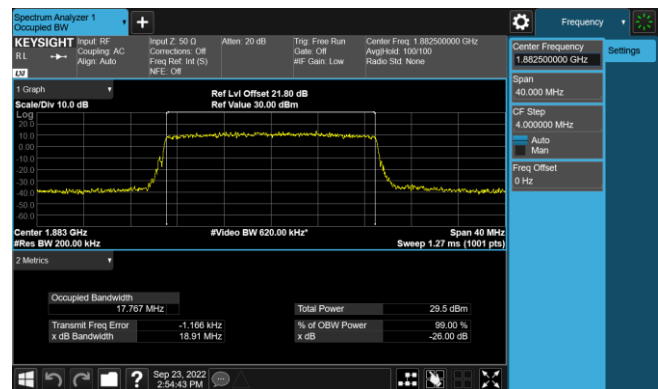 Spectrum Analyzer 1
Occupied BW
Frequency
KEYSIGHT
RL
LXI
Input: RF
Coupling: AC
Align: Auto
Input Z: 50 Ω
Corrections: Off
Freq Ref: Int (S)
NFE: Off
Atten: 20 dB
Trig: Free Run
Gate: Off
#IF Gain: Low
Center Freq: 1.882500000 GHz
Avg|Hold: 100/100
Radio Std: None
Center Frequency
1.882500000 GHz
Settings
Span
40.000 MHz
CF Step
4.000000 MHz
Auto
Man
Freq Offset
0 Hz
1 Graph
Scale/Div 10.0 dB
Ref Lvl Offset 21.80 dB
Ref Value 30.00 dBm
Log
20.0
10.0
0.00
-10.0
-20.0
-30.0
-40.0
-50.0
-60.0
Center 1.883 GHz
#Video BW 620.00 kHz*
Span 40 MHz
#Res BW 200.00 kHz
Sweep 1.27 ms (1001 pts)
2 Metrics
Occupied Bandwidth
17.767 MHz
Total Power 29.5 dBm
Transmit Freq Error -1.166 kHz
% of OBW Power 99.00 %
x dB Bandwidth 18.91 MHz
x dB -26.00 dB
?
Sep 23, 2022
2:54:43 PM